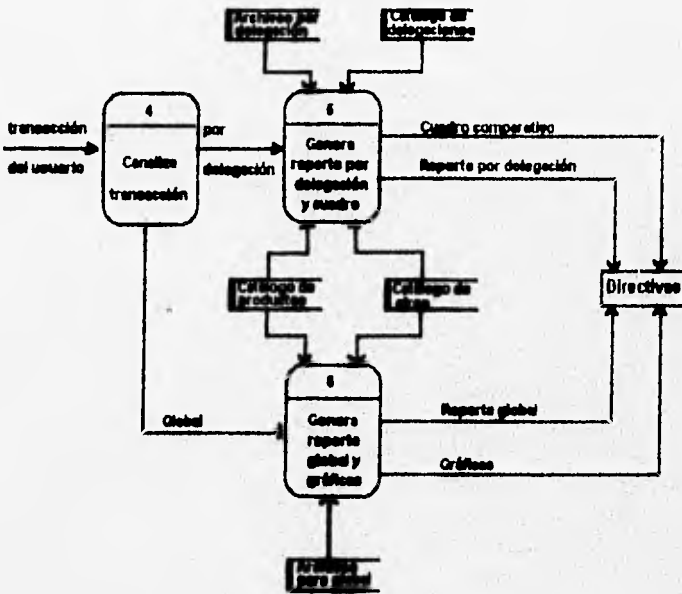 Archivos por
delegación
Catálogo de
delegaciones
4
Canaliza
transacción
transacción
del usuario
por
delegación
5
Genera
reporte por
delegación
y cuadro
Cuadro comparativo
Reporte por delegación
Catálogo de
productos
Catálogo de
Directivos
6
Genera
reporte
global y
gráficas
Global
Reporte global
Gráficas
Archivos
para global